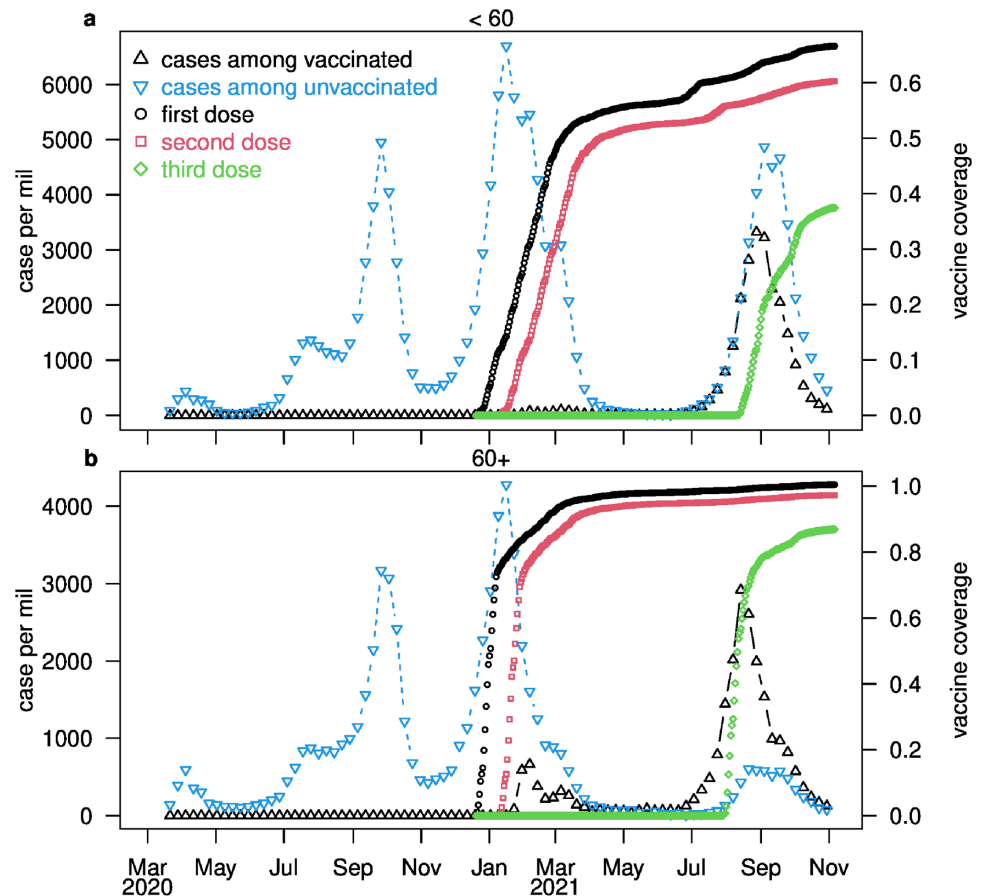 a
< 60
cases among vaccinated
cases among unvaccinated
first dose
second dose
third dose
case per mil
6000
5000
4000
3000
2000
1000
0
vaccine coverage
0.6
0.5
0.4
0.3
0.2
0.1
0.0
b
60+
case per mil
4000
3000
2000
1000
0
vaccine coverage
1.0
0.8
0.6
0.4
0.2
0.0
Mar May Jul Sep Nov Jan Mar May Jul Sep Nov
2020 2021